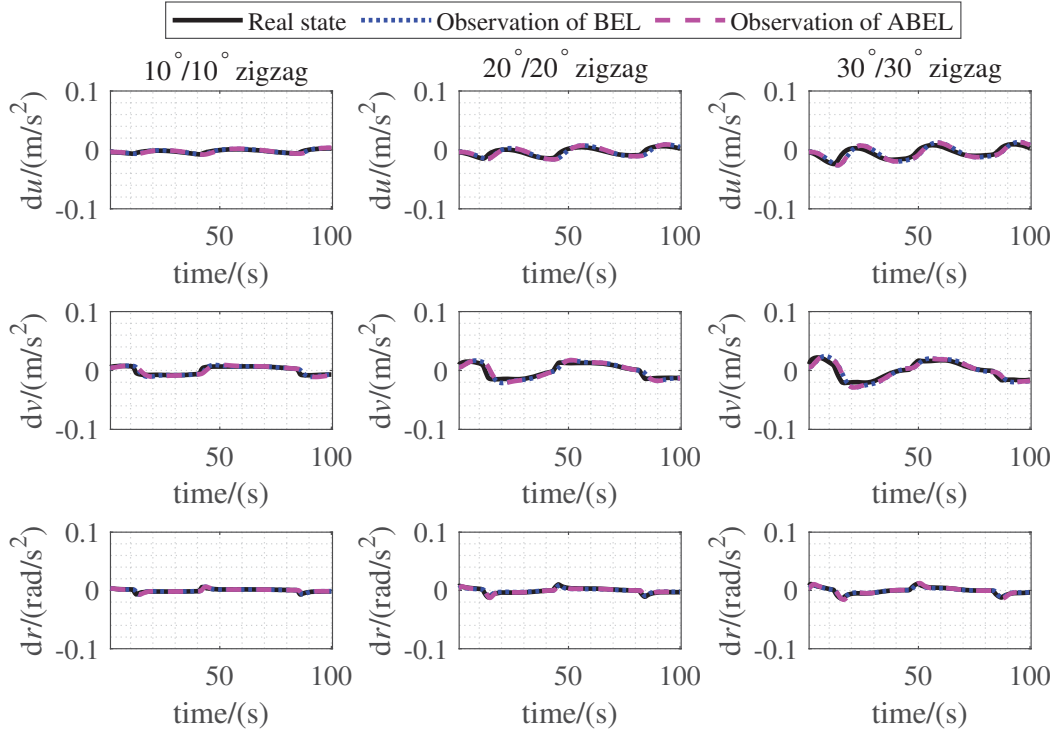 Real state Observation of BEL Observation of ABEL
10°/10° zigzag 20°/20° zigzag 30°/30° zigzag
0.1 0.1 0.1
du/(m/s²) du/(m/s²) du/(m/s²)
0 0 0
-0.1 -0.1 -0.1
50 100 50 100 50 100
time/(s) time/(s) time/(s)
0.1 0.1 0.1
dv/(m/s²) dv/(m/s²) dv/(m/s²)
0 0 0
-0.1 -0.1 -0.1
50 100 50 100 50 100
time/(s) time/(s) time/(s)
0.1 0.1 0.1
dr/(rad/s²) dr/(rad/s²) dr/(rad/s²)
0 0 0
-0.1 -0.1 -0.1
50 100 50 100 50 100
time/(s) time/(s) time/(s)